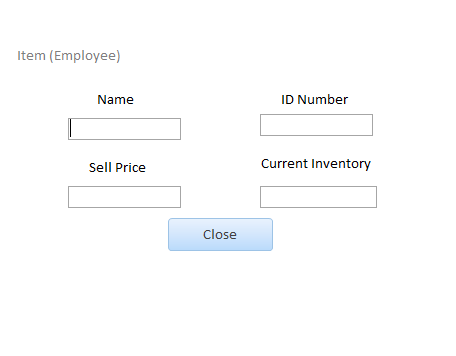 Item (Employee)
Name
ID Number
Sell Price
Current Inventory
Close